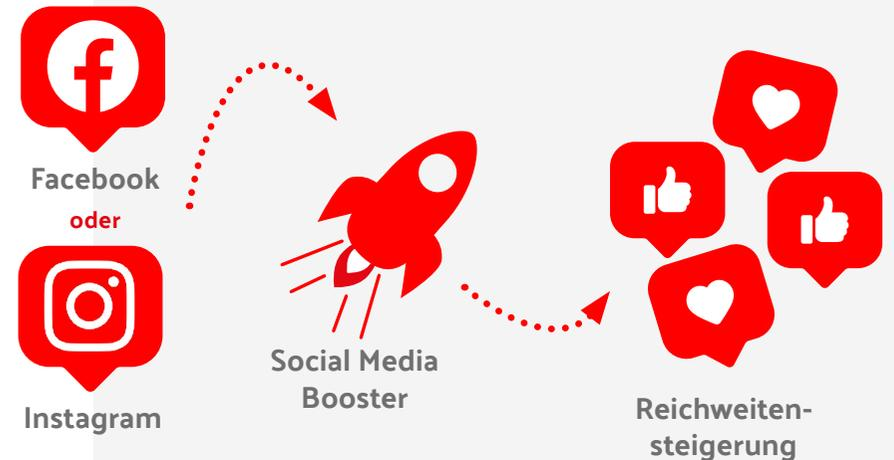 Facebook
oder
Instagram
Social Media
Booster
Reichweiten-
steigerung